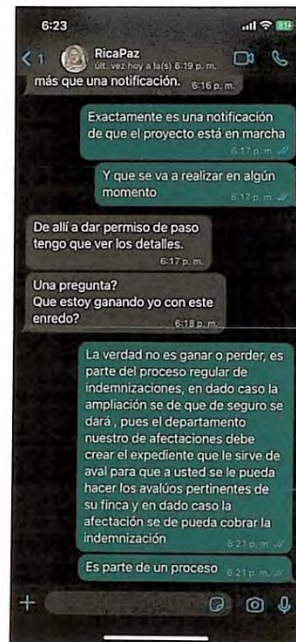 6:23
81
1
RicaPaz
últ. vez hoy a la(s) 6:19 p. m.
más que una notificación. 6:16 p. m.
Exactamente es una notificación
de que el proyecto está en marcha
6:17 p. m.
Y que se va a realizar en algún
momento 6:17 p. m.
De allí a dar permiso de paso
tengo que ver los detalles.
6:17 p. m.
Una pregunta?
Que estoy ganando yo con este
enredo? 6:18 p. m.
La verdad no es ganar o perder, es
parte del proceso regular de
indemnizaciones, en dado caso la
ampliación se de que de seguro se
dará , pues el departamento
nuestro de afectaciones debe
crear el expediente que le sirve de
aval para que a usted se le pueda
hacer los avalúos pertinentes de
su finca y en dado caso la
afectación se de pueda cobrar la
indemnización 6:21 p. m.
Es parte de un proceso 6:21 p. m.